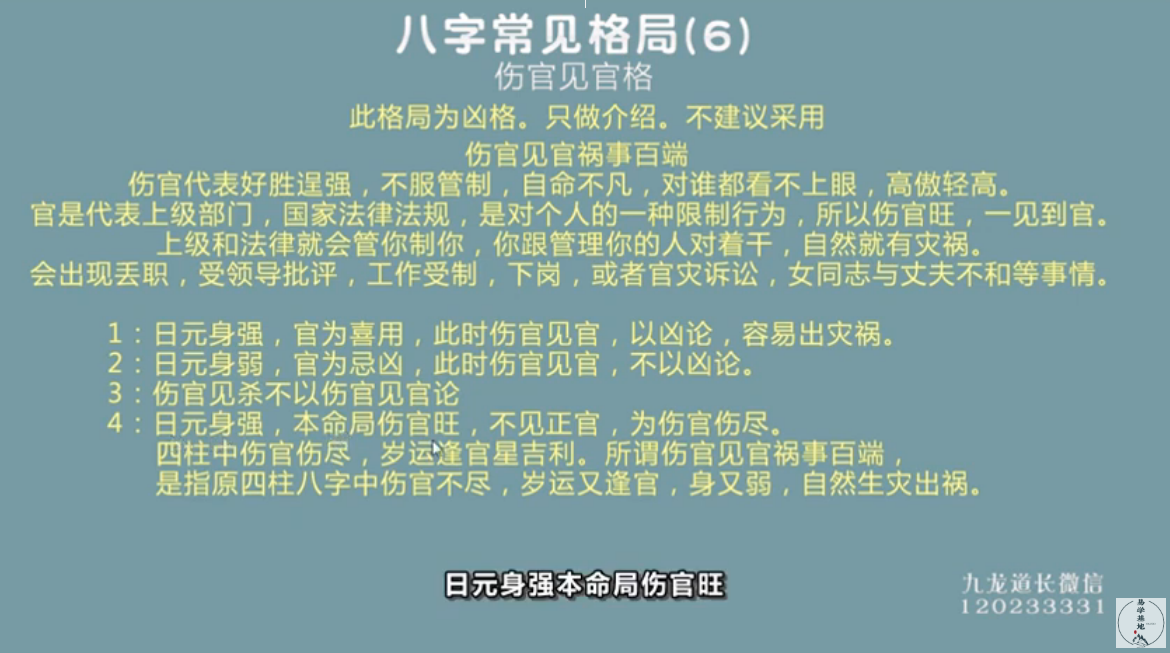 八字常见格局(6)
伤官见官格
此格局为凶格。只做介绍。不建议采用
伤官见官祸事百端
伤官代表好胜逞强，不服管制，自命不凡，对谁都看不上眼，高傲轻高。
官是代表上级部门，国家法律法规，是对个人的一种限制行为，所以伤官旺，一见到官。
上级和法律就会管你制你，你跟管理你的人对着干，自然就有灾祸。
会出现丢职，受领导批评，工作受制，下岗，或者官灾诉讼，女同志与丈夫不和等事情。
1：日元身强，官为喜用，此时伤官见官，以凶论，容易出灾祸。
2：日元身弱，官为忌凶，此时伤官见官，不以凶论。
3：伤官见杀不以伤官见官论
4：日元身强，本命局伤官旺，不见正官，为伤官伤尽。
四柱中伤官伤尽，岁运逢官星吉利。所谓伤官见官祸事百端，
是指原四柱八字中伤官不尽，岁运又逢官，身又弱，自然生灾出祸。
日元身强本命局伤官旺
九龙道长微信
120233331
易学基地